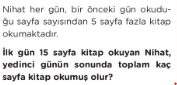 Nihat her gün, bir önceki gün okudu-
ğu sayfa sayısından 5 sayfa fazla kitap
okumaktadır.
İlk gün 15 sayfa kitap okuyan Nihat,
yedinci günün sonunda toplam kaç
sayfa kitap okumuş olur?